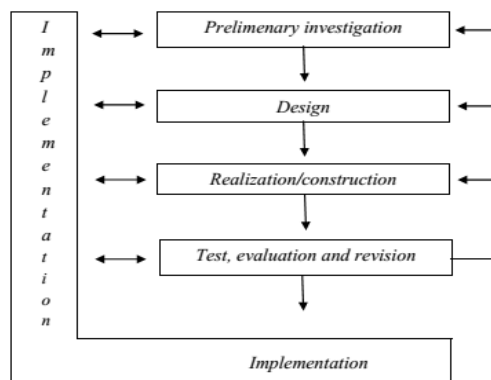 Implementation
Prelimenary investigation
Design
Realization/construction
Test, evaluation and revision
Implementation